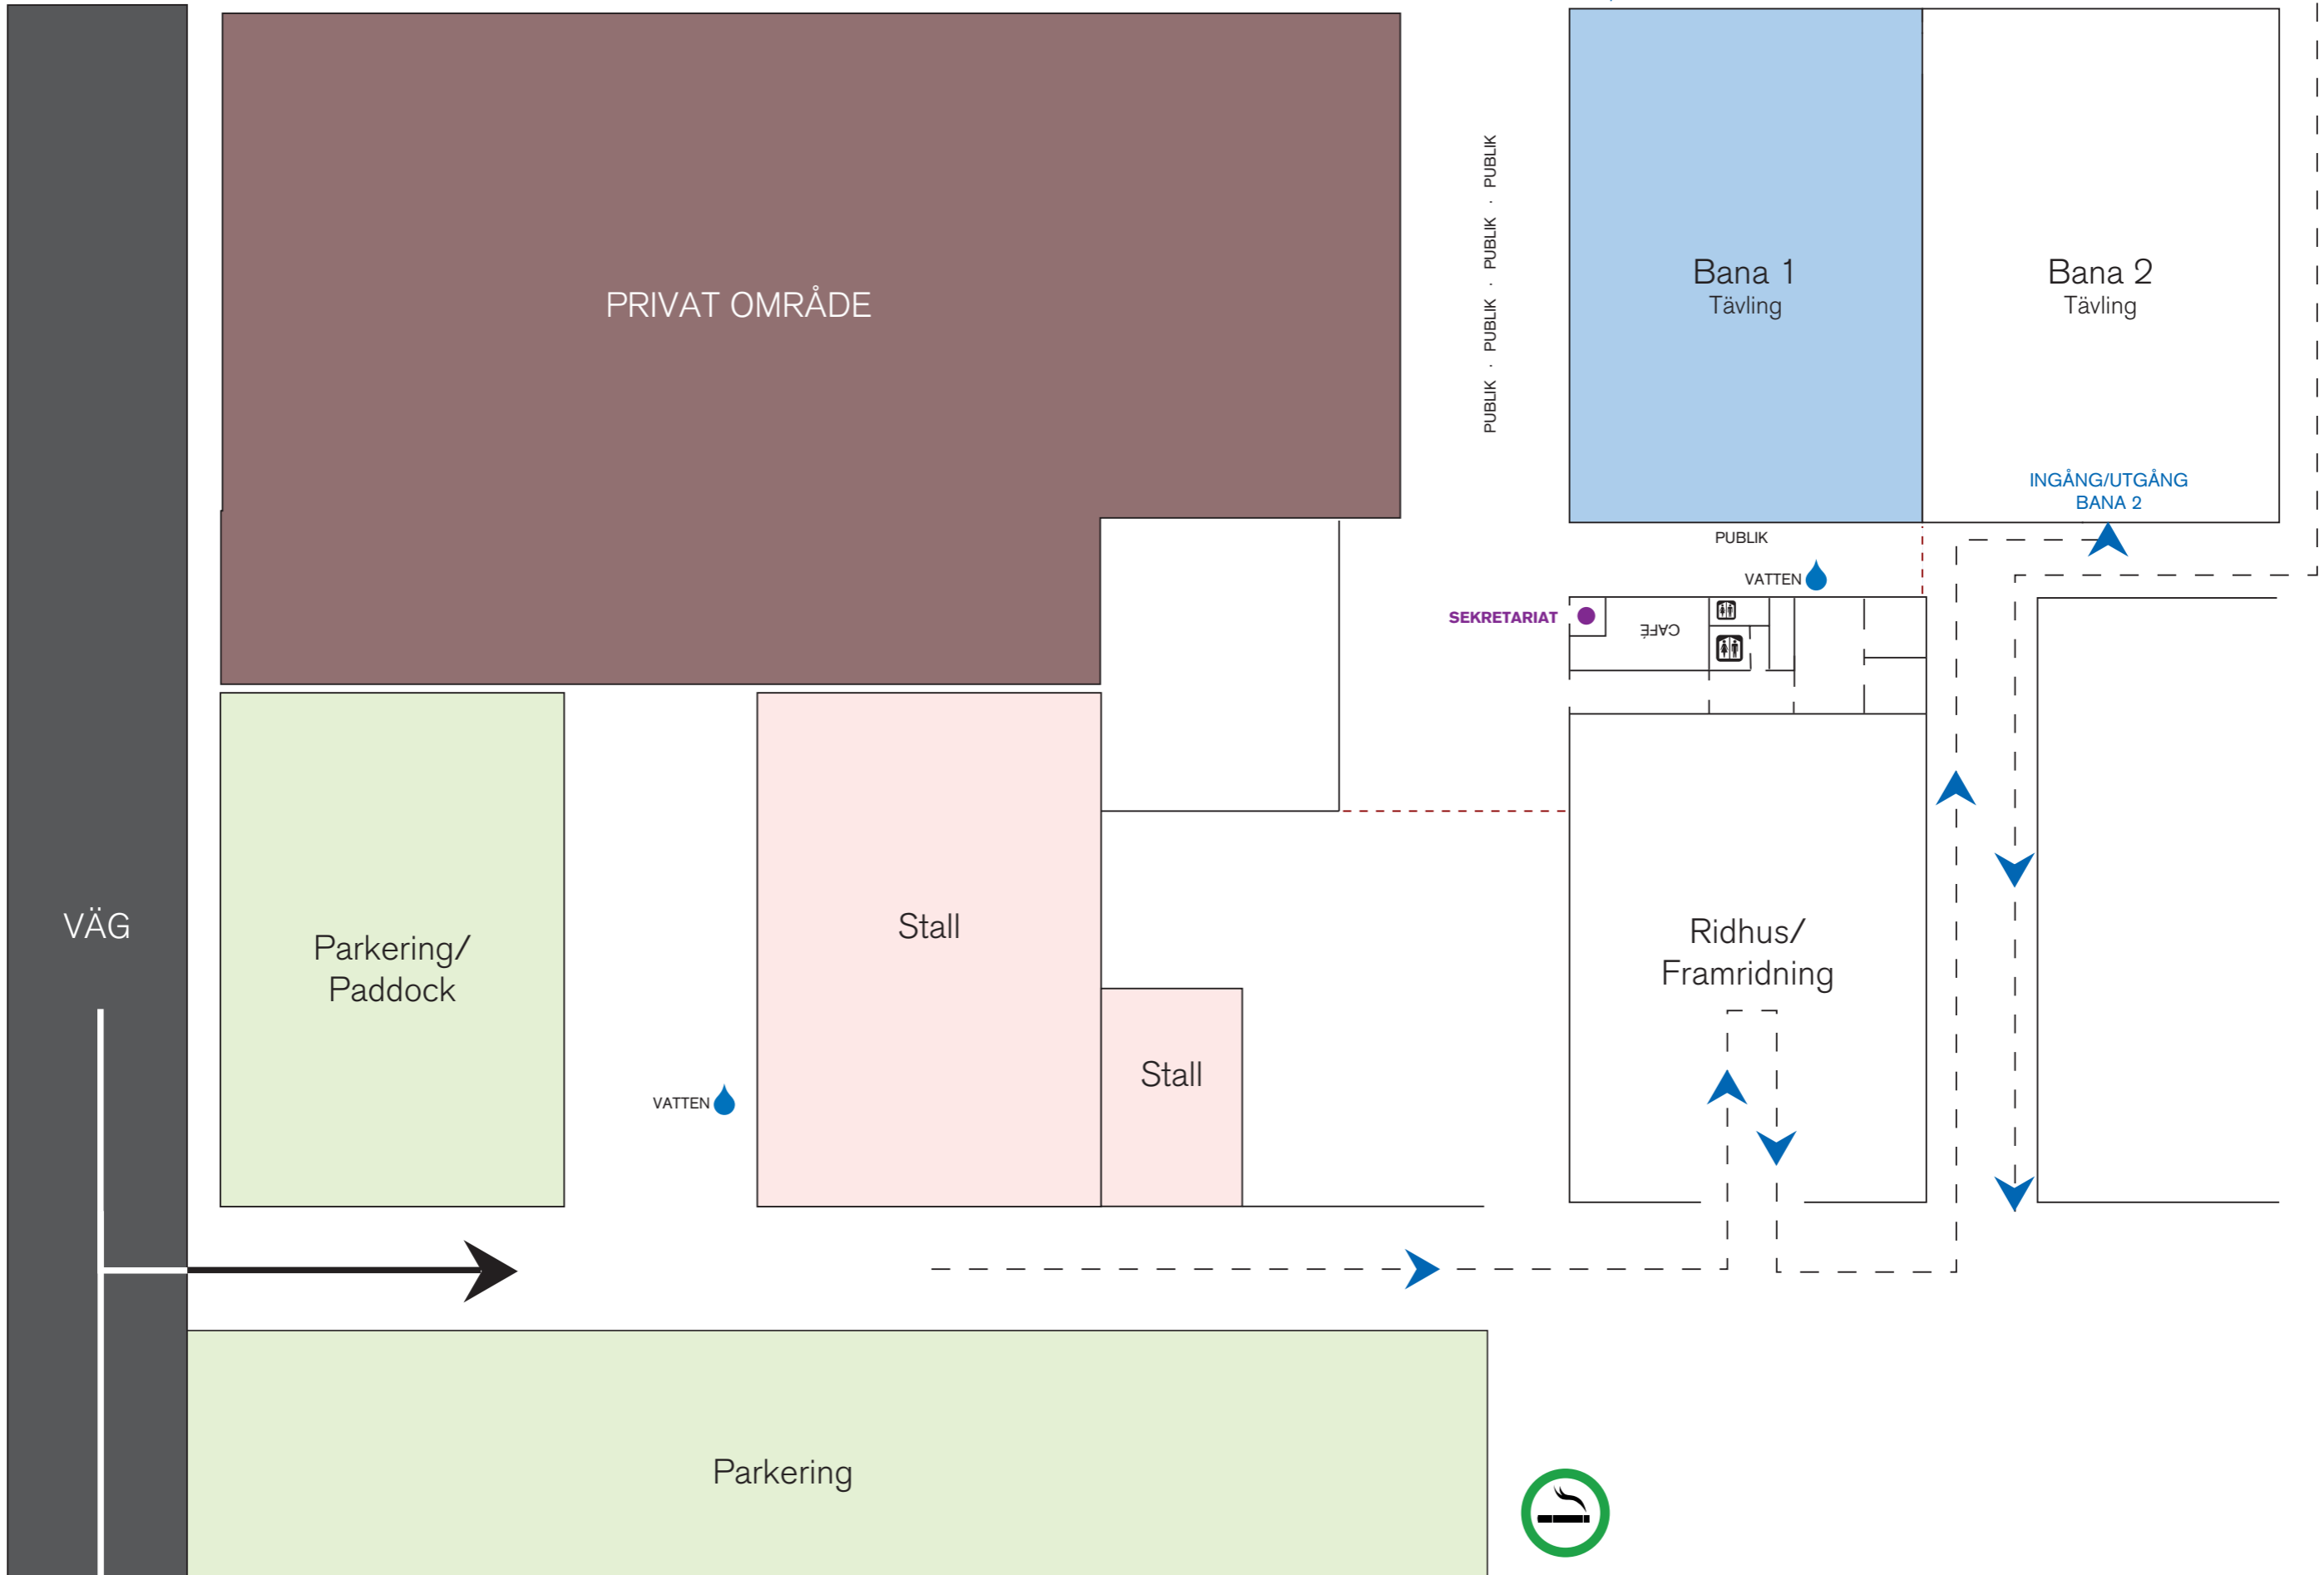 PRIVAT OMRÅDE
PUBLIK · PUBLIK · PUBLIK · PUBLIK
Bana 1
Tävling
Bana 2
Tävling
INGÅNG/UTGÅNG
BANA 2
PUBLIK
VATTEN
SEKRETARIAT
CAFÉ
VÄG
Parkering/
Paddock
Stall
Stall
VATTEN
Ridhus/
Framridning
Parkering